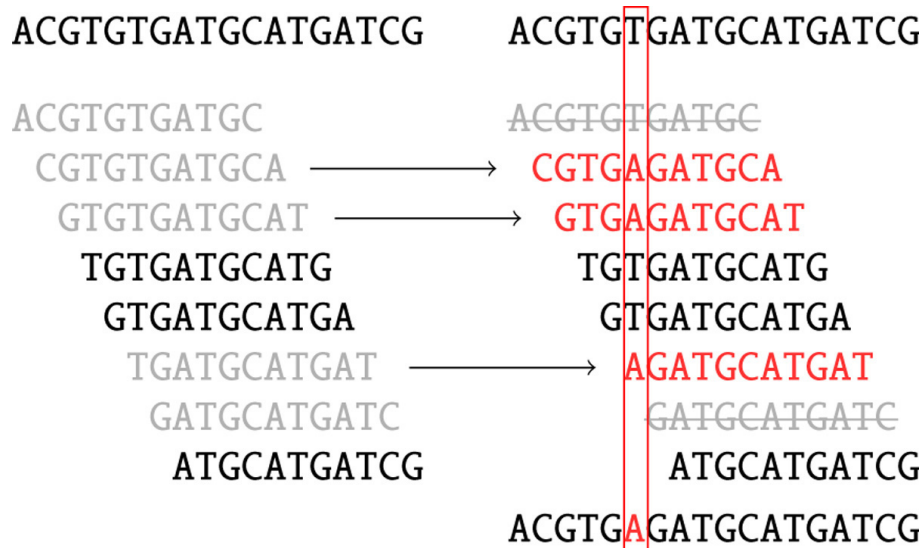 ACGTGTGATGCATGATCG ACGTGTGATGCATGATCG
ACGTGTGATGC ACGTGTGATGC
CGTGTGATGCA CGTGAGATGCA
GTGTGATGCAT GTGAGATGCAT
TGTGATGCATG TGTGATGCATG
GTGATGCATGA GTGATGCATGA
TGATGCATGAT AGATGCATGAT
GATGCATGATC GATGCATGATC
ATGCATGATCG ATGCATGATCG
ACGTGAGATGCATGATCG